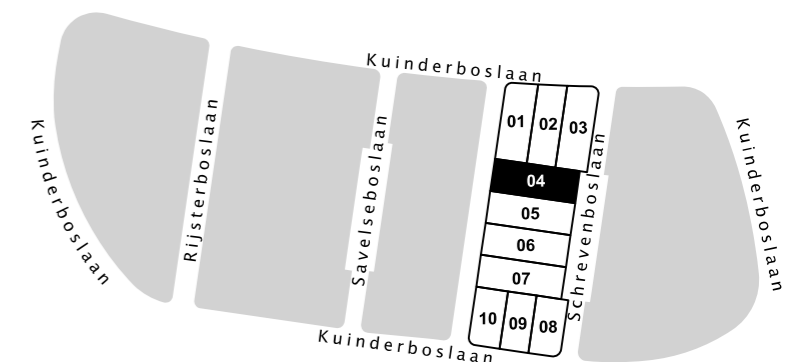 Kuinderboslaan
01
02
03
04
05
06
07
10
09
08
Kuinderboslaan
Rijsterboslaan
Savelseboslaan
Schrevenboslaan
Kuinderboslaan
Kuinderboslaan